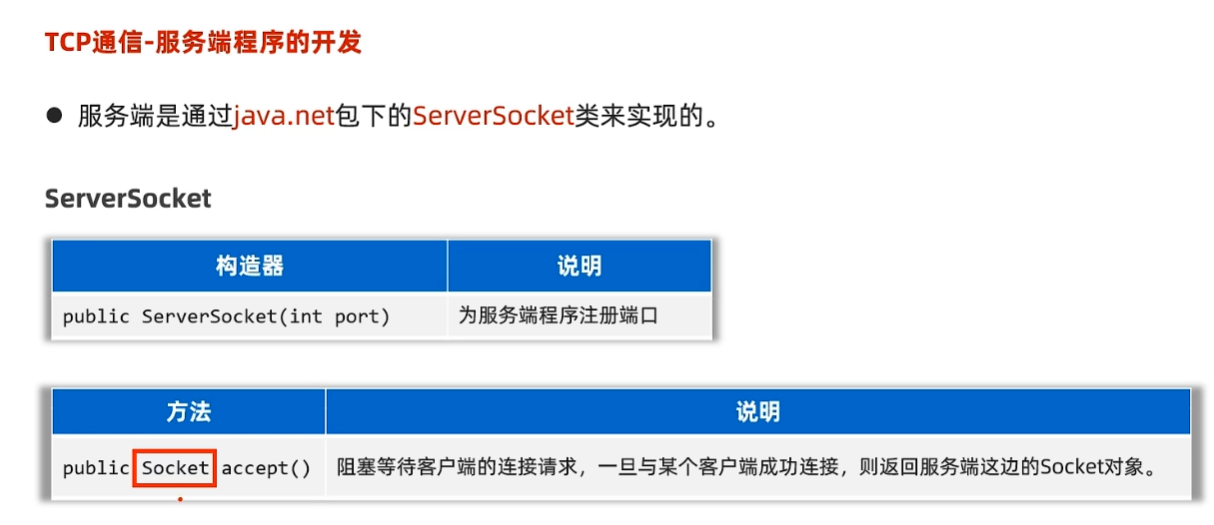 TCP通信-服务端程序的开发
● 服务端是通过java.net包下的ServerSocket类来实现的。
ServerSocket
构造器 说明
public ServerSocket(int port) 为服务端程序注册端口
方法 说明
public Socket accept() 阻塞等待客户端的连接请求，一旦与某个客户端成功连接，则返回服务端这边的Socket对象。